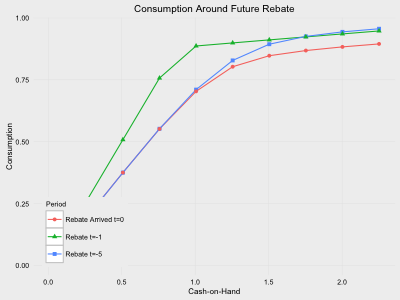 Consumption Around Future Rebate
1.00
0.75
0.50
0.25
0.00
Consumption
Period
Rebate Arrived t=0
Rebate t=-1
Rebate t=-5
0.0
0.5
1.0
1.5
2.0
Cash-on-Hand